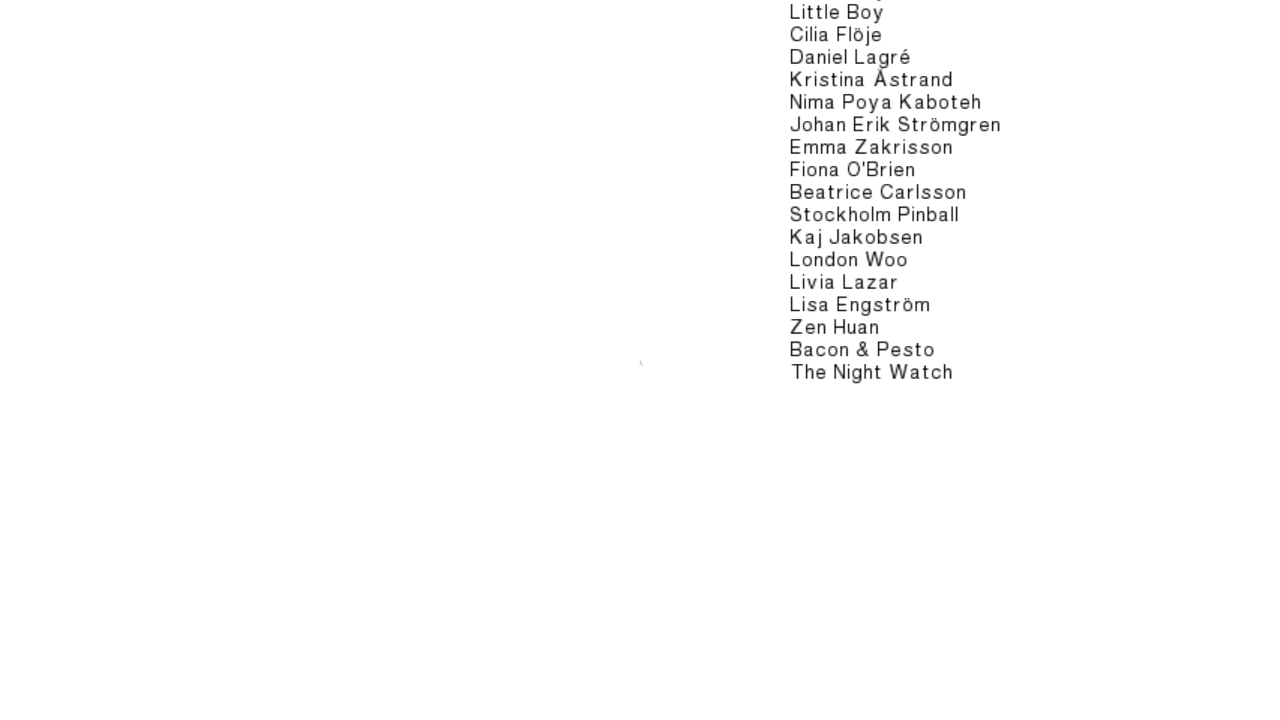 Little Boy
Cilia Flöje
Daniel Lagré
Kristina Åstrand
Nima Poya Kaboteh
Johan Erik Strömgren
Emma Zakrisson
Fiona O'Brien
Beatrice Carlsson
Stockholm Pinball
Kaj Jakobsen
London Woo
Livia Lazar
Lisa Engström
Zen Huan
Bacon & Pesto
The Night Watch